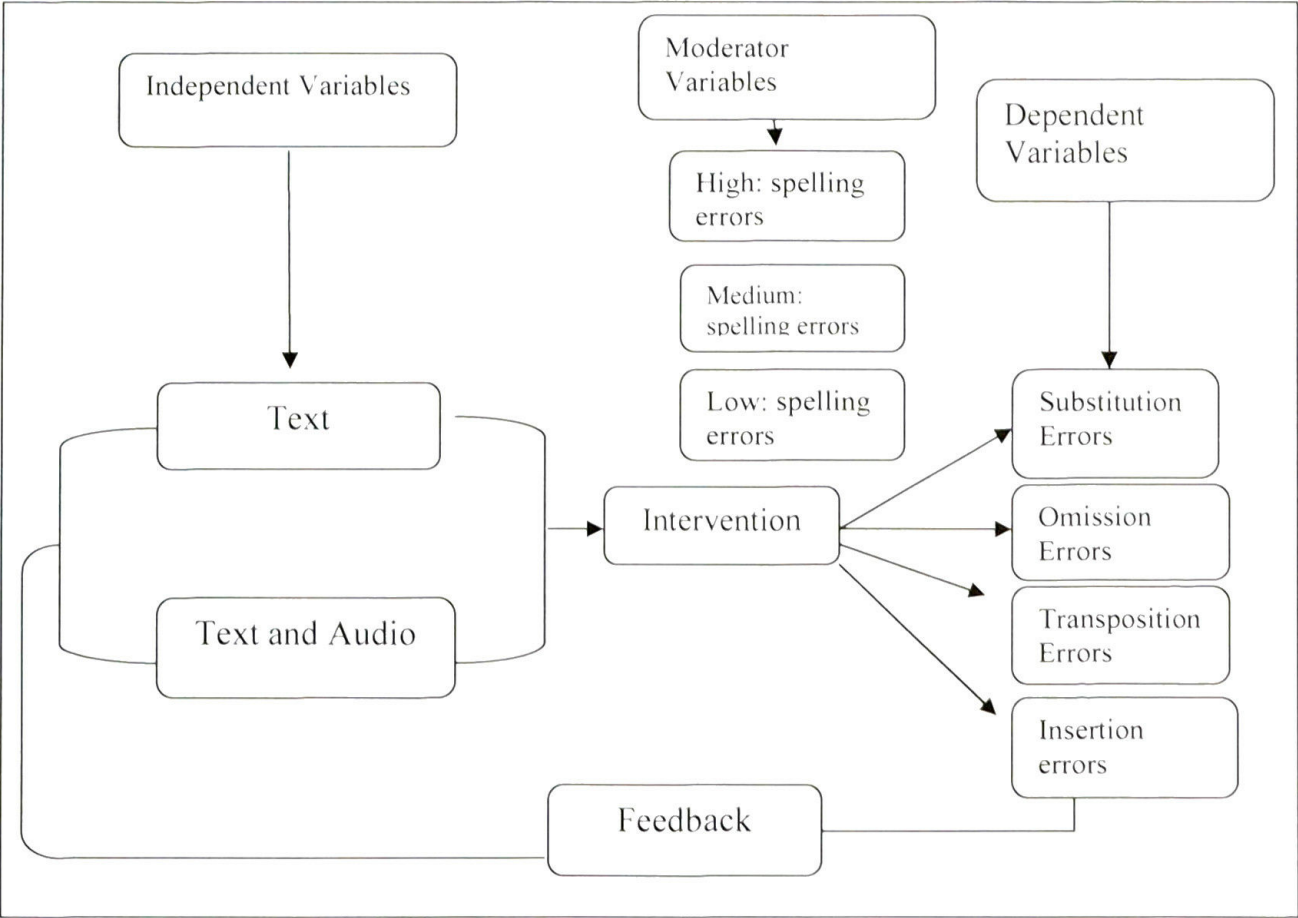 Independent Variables
Moderator
Variables
Dependent
Variables
High: spelling
errors
Medium:
spelling errors
Low: spelling
errors
Text
Substitution
Errors
Intervention
Omission
Errors
Text and Audio
Transposition
Errors
Insertion
errors
Feedback